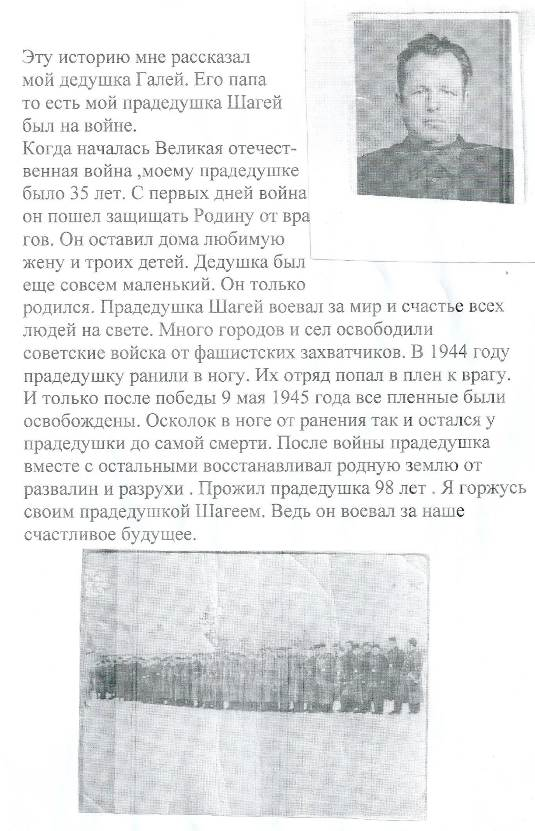 Эту историю мне рассказал
мой дедушка Галей. Его папа
то есть мой прадедушка Шагей
был на войне.
Когда началась Великая отечест-
венная война ,моему прадедушке
было 35 лет. С первых дней война
он пошел защищать Родину от вра
гов. Он оставил дома любимую
жену и троих детей. Дедушка был
еще совсем маленький. Он только
родился. Прадедушка Шагей воевал за мир и счастье всех
людей на свете. Много городов и сел освободили
советские войска от фашистских захватчиков. В 1944 году
прадедушку ранили в ногу. Их отряд попал в плен к врагу.
И только после победы 9 мая 1945 года все пленные были
освобождены. Осколок в ноге от ранения так и остался у
прадедушки до самой смерти. После войны прадедушка
вместе с остальными восстанавливал родную землю от
развалин и разрухи . Прожил прадедушка 98 лет . Я горжусь
своим прадедушкой Шагеем. Ведь он воевал за наше
счастливое будущее.